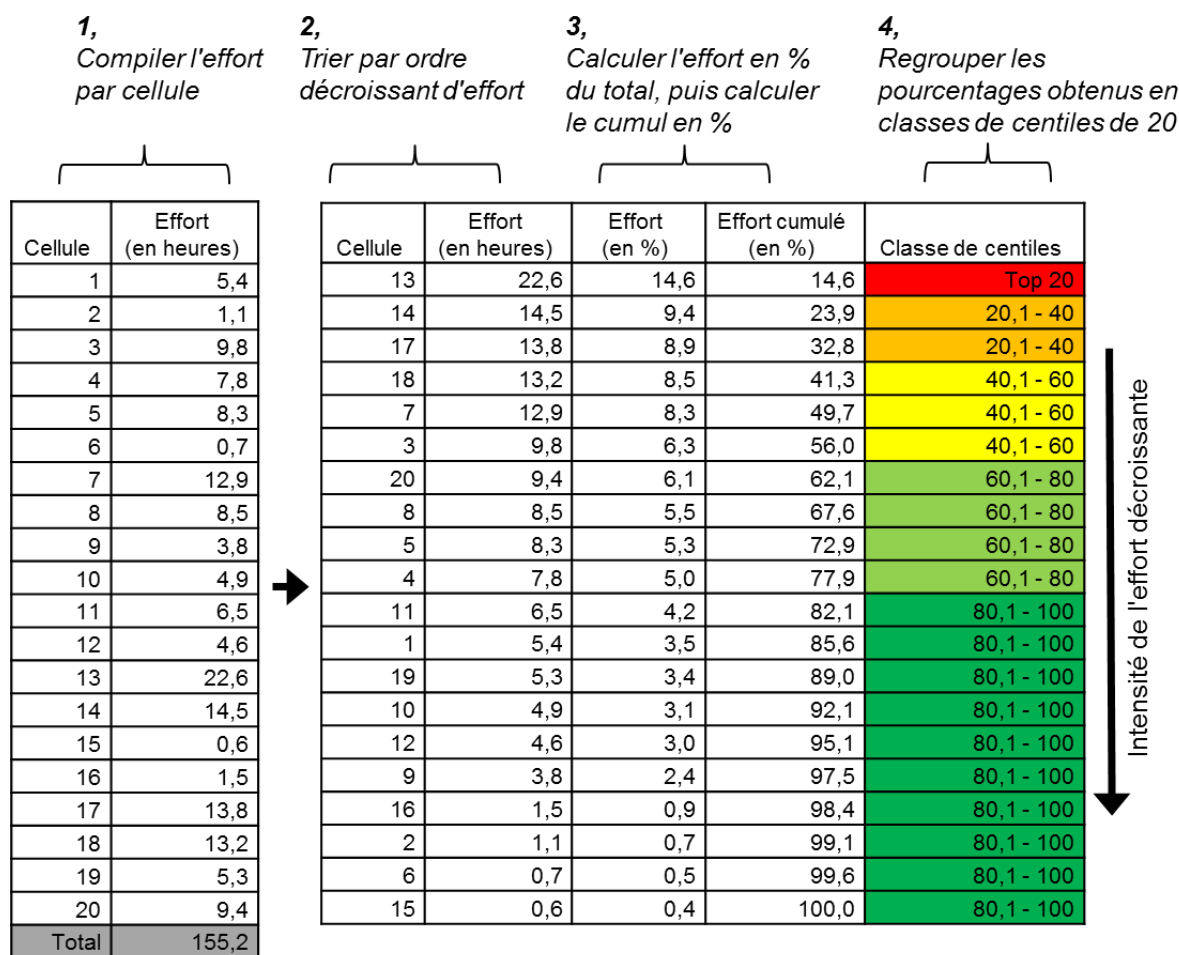 1,
Compiler l'effort
par cellule
2,
Trier par ordre
décroissant d'effort
3,
Calculer l'effort en %
du total, puis calculer
le cumul en %
4,
Regrouper les
pourcentages obtenus en
classes de centiles de 20
Cellule Effort (en heures)
1 5,4
2 1,1
3 9,8
4 7,8
5 8,3
6 0,7
7 12,9
8 8,5
9 3,8
10 4,9
11 6,5
12 4,6
13 22,6
14 14,5
15 0,6
16 1,5
17 13,8
18 13,2
19 5,3
20 9,4
Total 155,2
Cellule Effort (en heures) Effort (en %) Effort cumulé (en %) Classe de centiles
13 22,6 14,6 14,6 Top 20
14 14,5 9,4 23,9 20,1 - 40
17 13,8 8,9 32,8 20,1 - 40
18 13,2 8,5 41,3 40,1 - 60
7 12,9 8,3 49,7 40,1 - 60
3 9,8 6,3 56,0 40,1 - 60
20 9,4 6,1 62,1 60,1 - 80
8 8,5 5,5 67,6 60,1 - 80
5 8,3 5,3 72,9 60,1 - 80
4 7,8 5,0 77,9 60,1 - 80
11 6,5 4,2 82,1 80,1 - 100
1 5,4 3,5 85,6 80,1 - 100
19 5,3 3,4 89,0 80,1 - 100
10 4,9 3,1 92,1 80,1 - 100
12 4,6 3,0 95,1 80,1 - 100
9 3,8 2,4 97,5 80,1 - 100
16 1,5 0,9 98,4 80,1 - 100
2 1,1 0,7 99,1 80,1 - 100
6 0,7 0,5 99,6 80,1 - 100
15 0,6 0,4 100,0 80,1 - 100
Intensité de l'effort décroissante